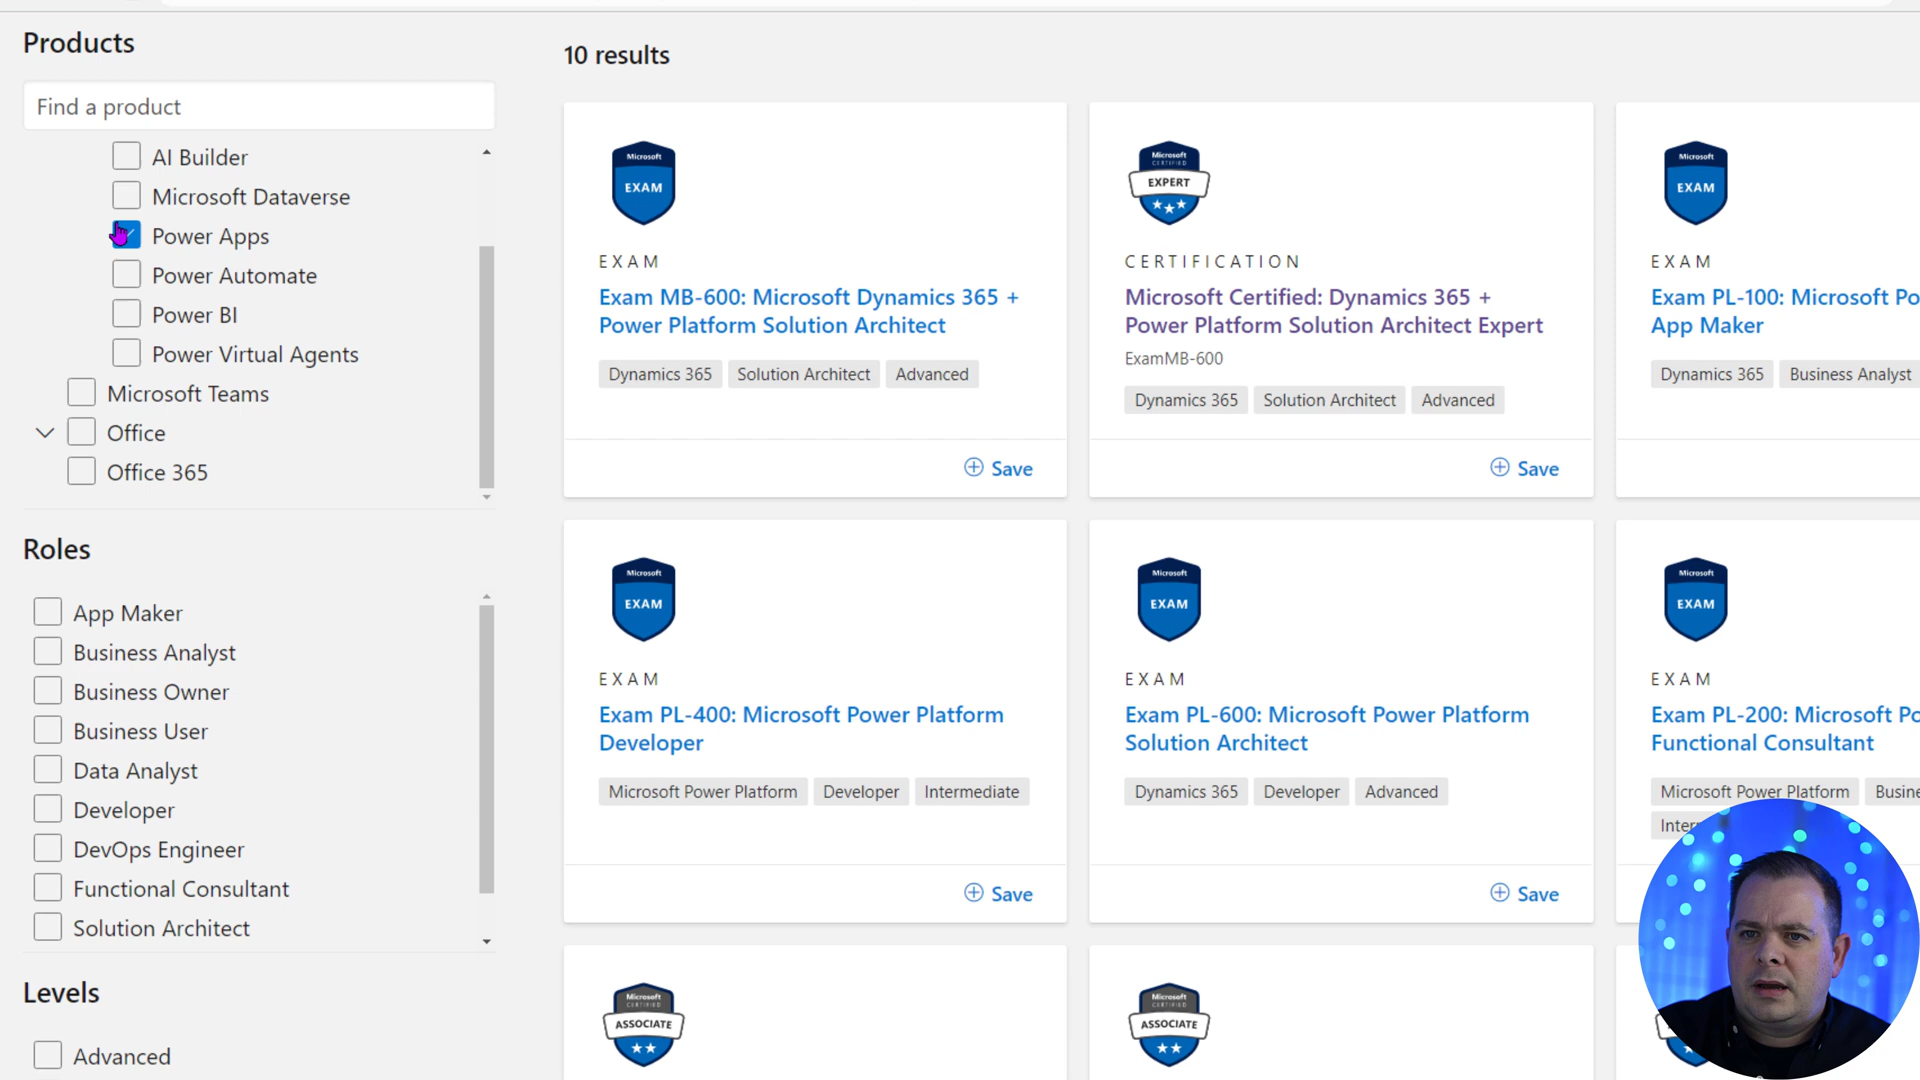 Products
Find a product
AI Builder
Microsoft Dataverse
Power Apps
Power Automate
Power BI
Power Virtual Agents
Microsoft Teams
Office
Office 365
Roles
App Maker
Business Analyst
Business Owner
Business User
Data Analyst
Developer
DevOps Engineer
Functional Consultant
Solution Architect
Levels
Advanced
10 results
Microsoft
EXAM
EXAM
Exam MB-600: Microsoft Dynamics 365 +
Power Platform Solution Architect
Dynamics 365 Solution Architect Advanced
Save
Microsoft
CERTIFIED
EXPERT
CERTIFICATION
Microsoft Certified: Dynamics 365 +
Power Platform Solution Architect Expert
ExamMB-600
Dynamics 365 Solution Architect Advanced
Save
Microsoft
EXAM
EXAM
Exam PL-100: Microsoft Po
App Maker
Dynamics 365 Business Analyst
Microsoft
EXAM
EXAM
Exam PL-400: Microsoft Power Platform
Developer
Microsoft Power Platform Developer Intermediate
Save
Microsoft
EXAM
EXAM
Exam PL-600: Microsoft Power Platform
Solution Architect
Dynamics 365 Developer Advanced
Save
Microsoft
EXAM
EXAM
Exam PL-200: Microsoft Po
Functional Consultant
Microsoft Power Platform Busine
Inter
Microsoft
CERTIFIED
ASSOCIATE
Microsoft
CERTIFIED
ASSOCIATE